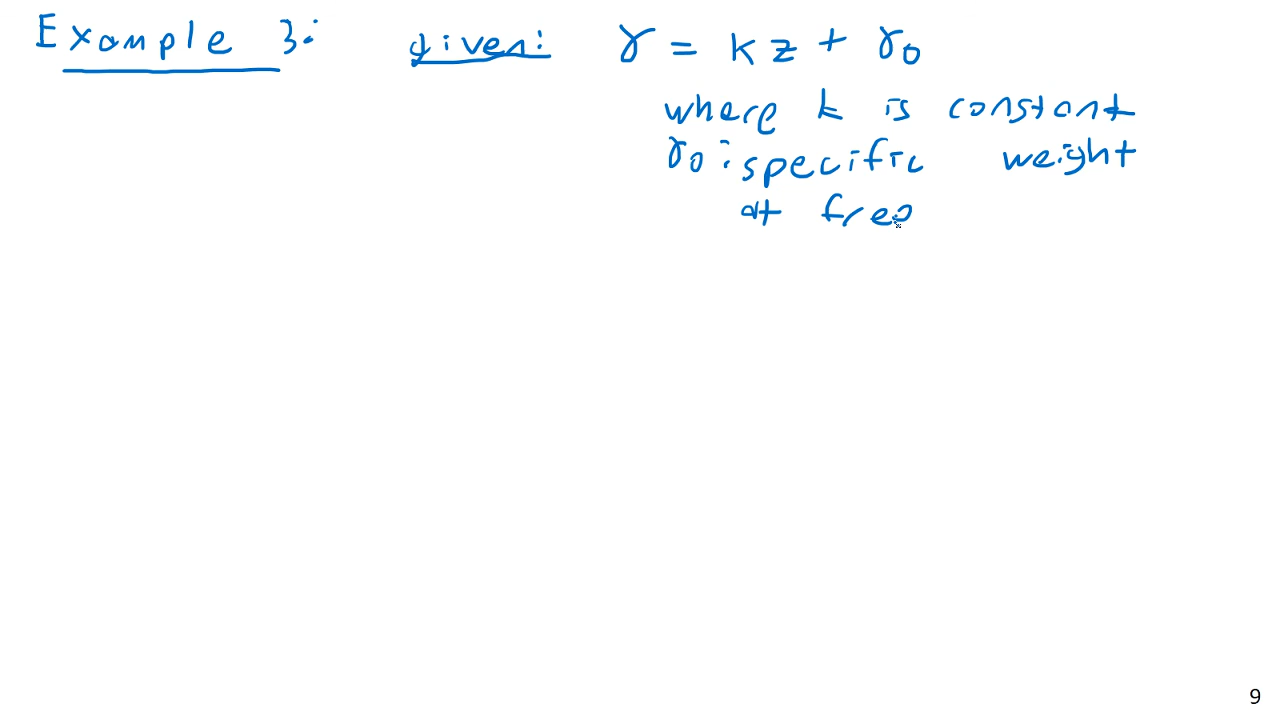 Example 3: given: γ = kz + γ0
where k is constant
γ0: specific weight
at free
9